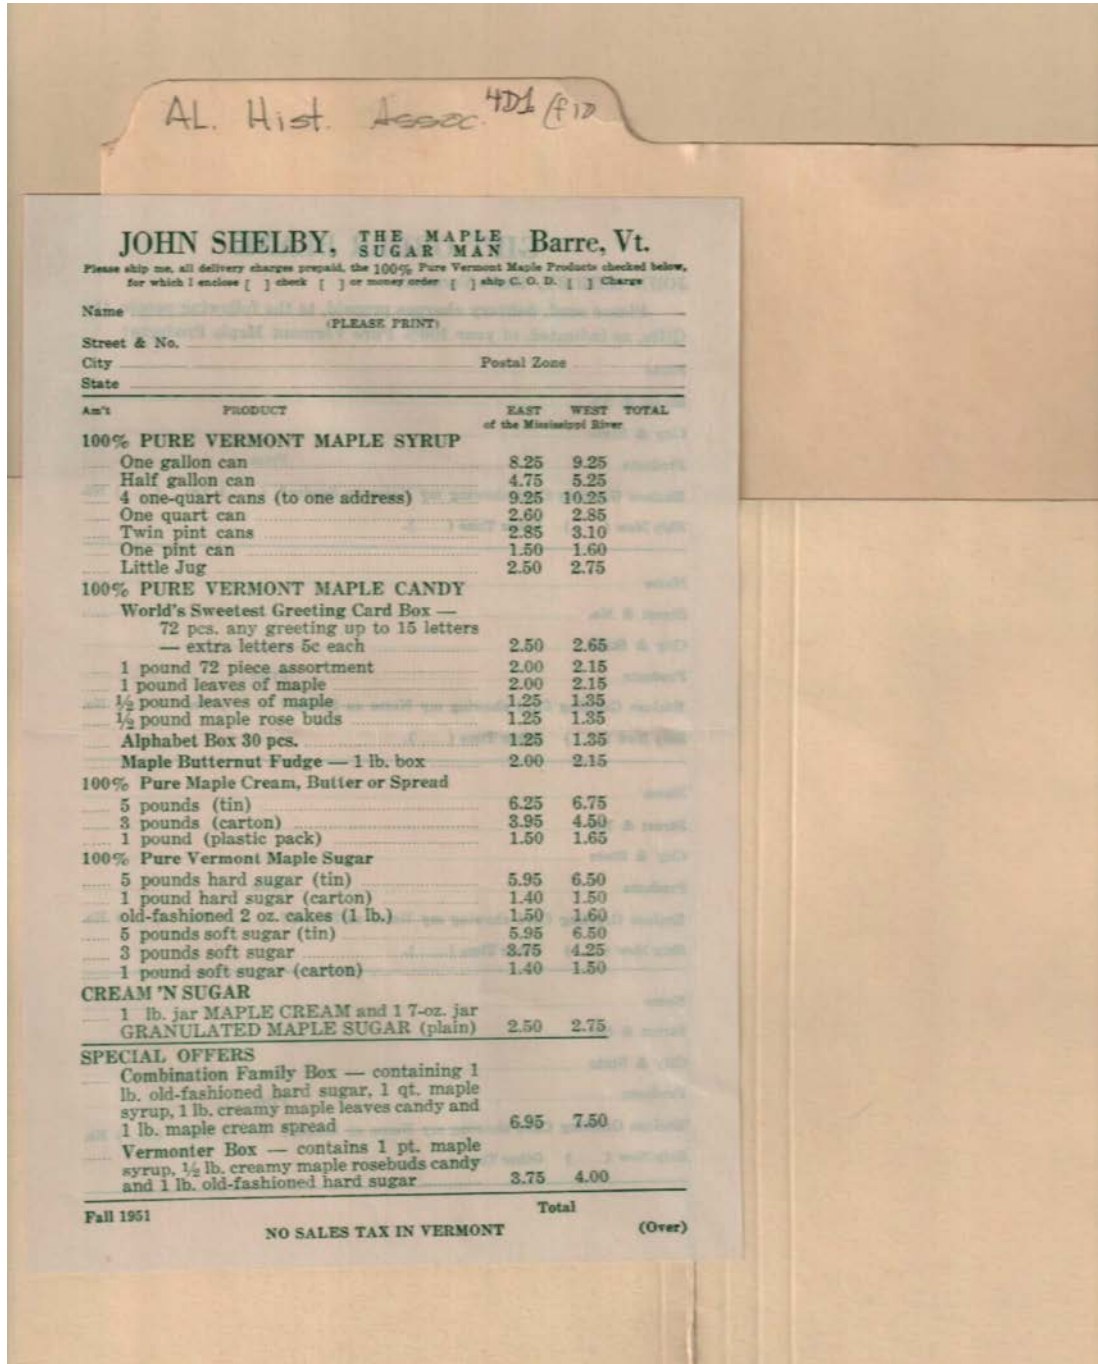 AL. Hist. Assoc. 4D1 (f10
JOHN SHELBY, THE MAPLE SUGAR MAN Barre, Vt.
Please ship me, all delivery charges prepaid, the 100% Pure Vermont Maple Products checked below,
for which I enclose [ ] check [ ] or money order [ ] ship C. O. D. [ ] Charge
Name
(PLEASE PRINT)
Street & No.
City Postal Zone
State
Am't PRODUCT EAST WEST TOTAL
of the Mississippi River
100% PURE VERMONT MAPLE SYRUP
One gallon can 8.25 9.25
Half gallon can 4.75 5.25
4 one-quart cans (to one address) 9.25 10.25
One quart can 2.60 2.85
Twin pint cans 2.85 3.10
One pint can 1.50 1.60
Little Jug 2.50 2.75
100% PURE VERMONT MAPLE CANDY
World's Sweetest Greeting Card Box —
72 pcs. any greeting up to 15 letters
— extra letters 5c each 2.50 2.65
1 pound 72 piece assortment 2.00 2.15
1 pound leaves of maple 2.00 2.15
½ pound leaves of maple 1.25 1.35
½ pound maple rose buds 1.25 1.35
Alphabet Box 30 pcs. 1.25 1.35
Maple Butternut Fudge — 1 lb. box 2.00 2.15
100% Pure Maple Cream, Butter or Spread
5 pounds (tin) 6.25 6.75
3 pounds (carton) 3.95 4.50
1 pound (plastic pack) 1.50 1.65
100% Pure Vermont Maple Sugar
5 pounds hard sugar (tin) 5.95 6.50
1 pound hard sugar (carton) 1.40 1.50
old-fashioned 2 oz. cakes (1 lb.) 1.50 1.60
5 pounds soft sugar (tin) 5.95 6.50
3 pounds soft sugar 3.75 4.25
1 pound soft sugar (carton) 1.40 1.50
CREAM 'N SUGAR
1 lb. jar MAPLE CREAM and 1 7-oz. jar
GRANULATED MAPLE SUGAR (plain) 2.50 2.75
SPECIAL OFFERS
Combination Family Box — containing 1
lb. old-fashioned hard sugar, 1 qt. maple
syrup, 1 lb. creamy maple leaves candy and
1 lb. maple cream spread 6.95 7.50
Vermonter Box — contains 1 pt. maple
syrup, ½ lb. creamy maple rosebuds candy
and 1 lb. old-fashioned hard sugar 3.75 4.00
Total
Fall 1951
NO SALES TAX IN VERMONT (Over)